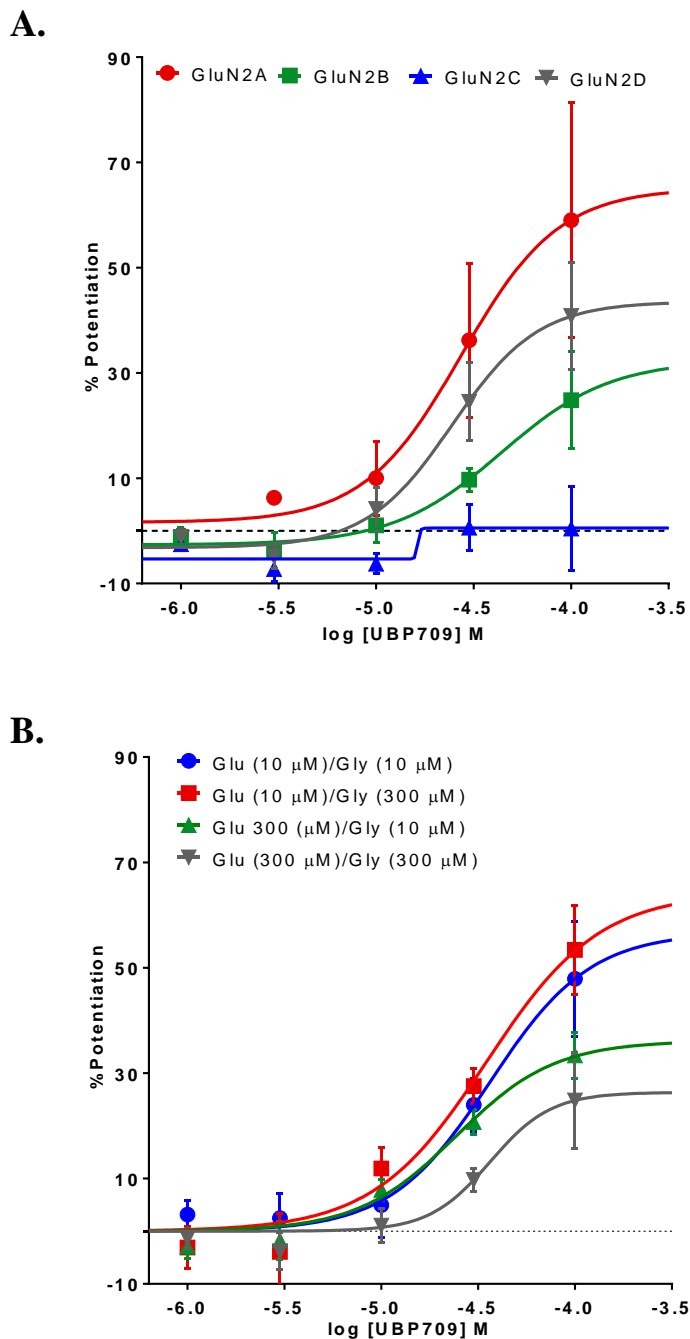 A.
90
GluN2A GluN2B GluN2C GluN2D
70
50
30
10
-10
% Potentiation
-6.0 -5.5 -5.0 -4.5 -4.0 -3.5
log [UBP709] M
B.
90
Glu (10 μM)/Gly (10 μM)
Glu (10 μM)/Gly (300 μM)
Glu 300 (μM)/Gly (10 μM)
Glu (300 μM)/Gly (300 μM)
70
50
30
10
-10
%Potentiation
-6.0 -5.5 -5.0 -4.5 -4.0 -3.5
log [UBP709] M